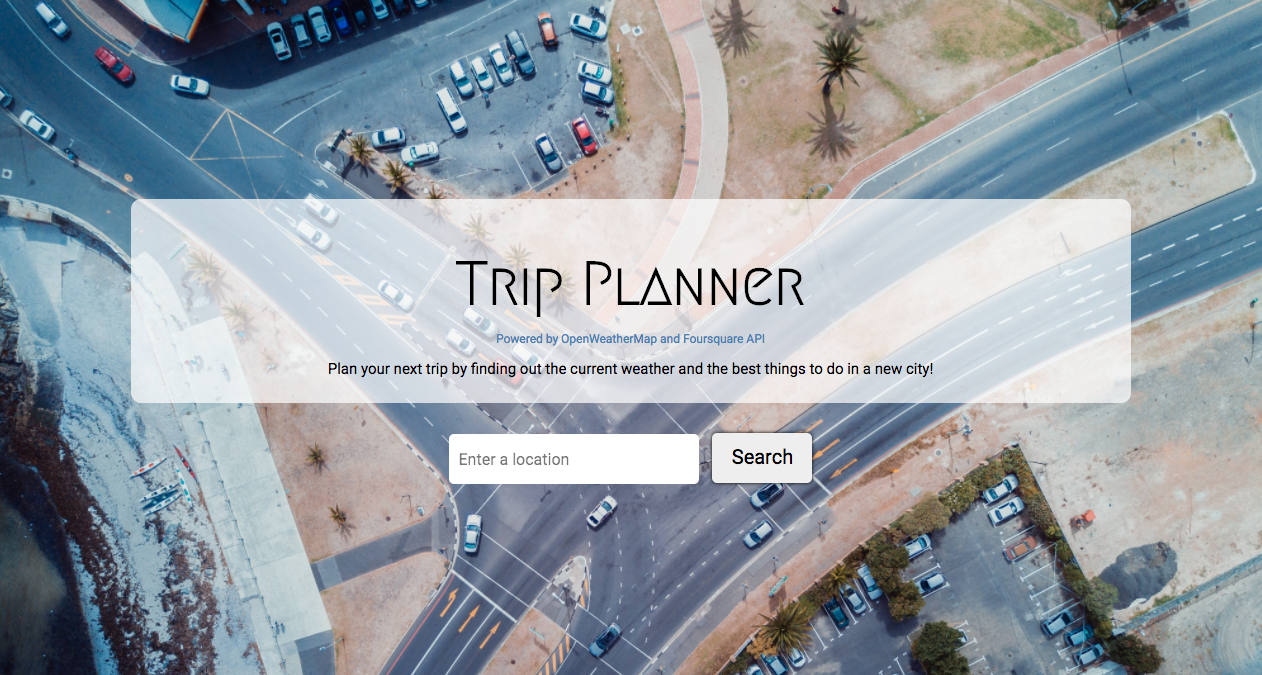 Trip Planner
Powered by OpenWeatherMap and Foursquare API
Plan your next trip by finding out the current weather and the best things to do in a new city!
Enter a location
Search